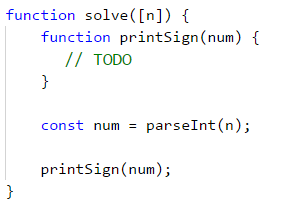 function solve([n]) {
    function printSign(num) {
        // TODO
    }

    const num = parseInt(n);

    printSign(num);
}